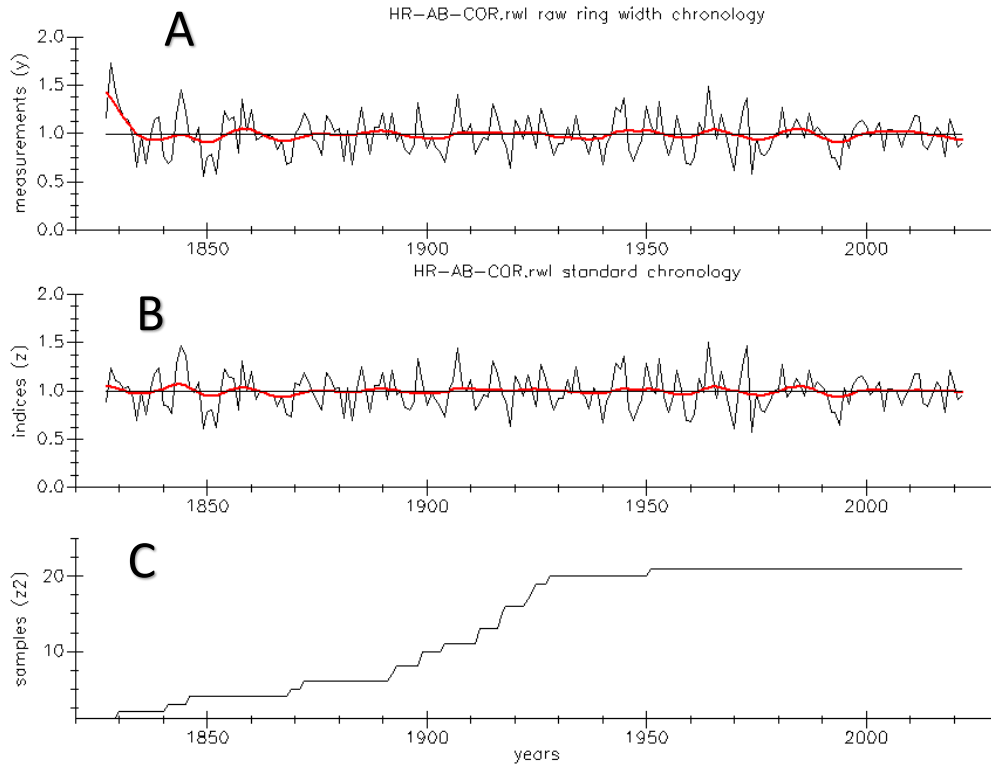 HR-AB-COR.rwl raw ring width chronology
A
measurements (y)
2.0
1.5
1.0
0.5
0.0
1850 1900 1950 2000
HR-AB-COR.rwl standard chronology
B
indices (z)
2.0
1.5
1.0
0.5
0.0
1850 1900 1950 2000
C
samples (z2)
20
10
1850 1900 1950 2000
years